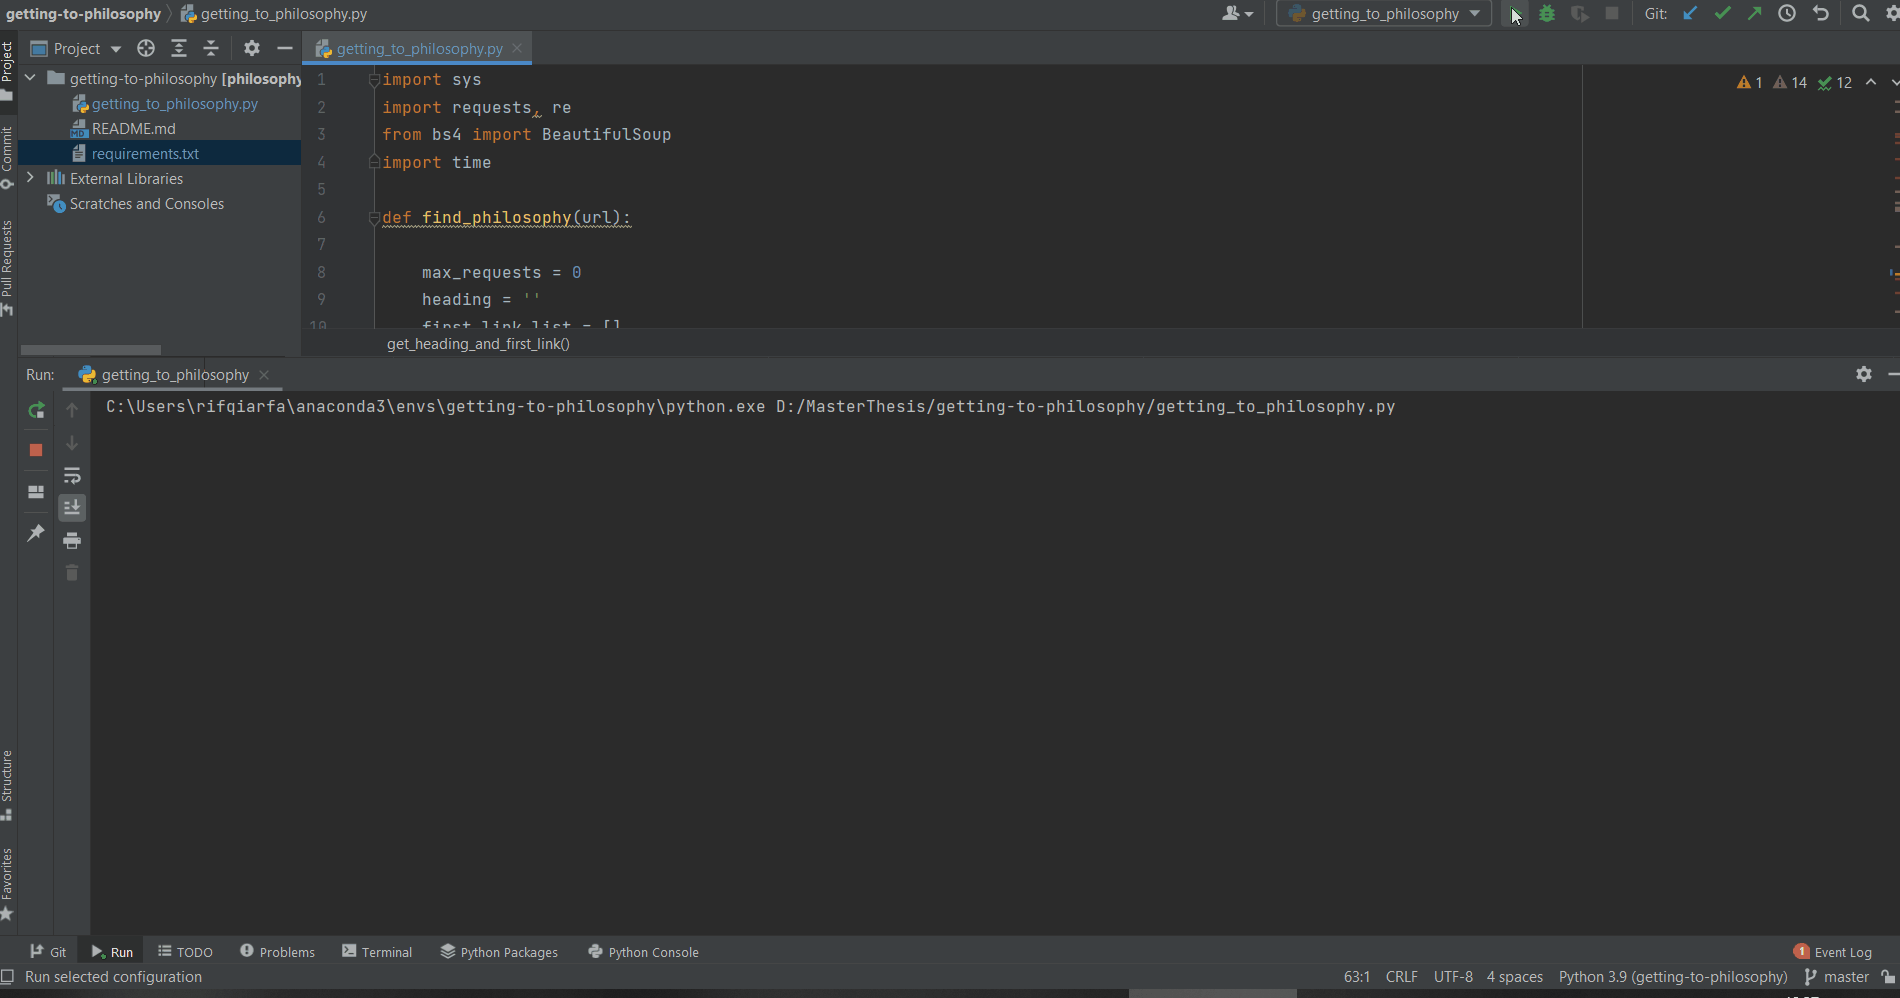 getting-to-philosophy getting_to_philosophy.py
getting_to_philosophy
Git:
Project
getting_to_philosophy.py
Project
Commit
Pull Requests
Structure
Favorites
getting-to-philosophy [philosophy
getting_to_philosophy.py
README.md
requirements.txt
External Libraries
Scratches and Consoles
1 import sys
2 import requests, re
3 from bs4 import BeautifulSoup
4 import time
5
6 def find_philosophy(url):
7
8 max_requests = 0
9 heading = ''
10 first_link_list = []
1 14 12
get_heading_and_first_link()
Run: getting_to_philosophy
C:\Users\rifqiarfa\anaconda3\envs\getting-to-philosophy\python.exe D:/MasterThesis/getting-to-philosophy/getting_to_philosophy.py
Git Run TODO Problems Terminal Python Packages Python Console 1 Event Log
Run selected configuration 63:1 CRLF UTF-8 4 spaces Python 3.9 (getting-to-philosophy) master